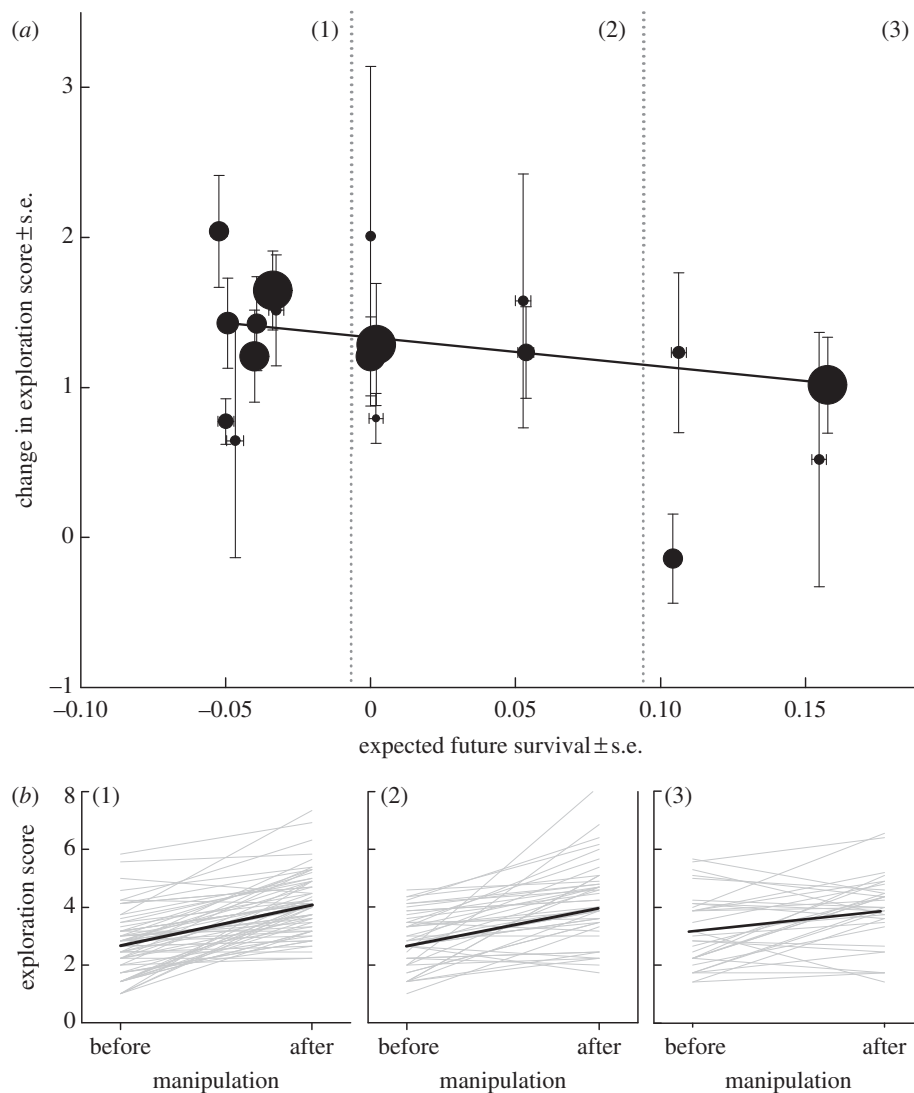 (a) (1) (2) (3)
3
2
1
0
−1
change in exploration score ± s.e.
−0.10 −0.05 0 0.05 0.10 0.15
expected future survival ± s.e.
(b) (1) (2) (3)
8
6
4
2
0
exploration score
before after before after before after
manipulation manipulation manipulation